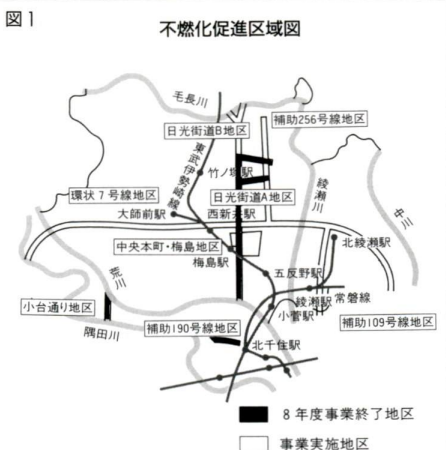 図1
不燃化促進区域図
毛長川
日光街道B地区
補助256号線地区
東武伊勢崎線
竹ノ塚駅
綾瀬川
中川
環状7号線地区
日光街道A地区
大師前駅
西新井駅
中央本町・梅島地区
梅島駅
北綾瀬駅
荒川
五反野駅
綾瀬駅
常磐線
小菅駅
小台通り地区
隅田川
補助190号線地区
補助109号線地区
北千住駅
8年度事業終了地区
事業実施地区